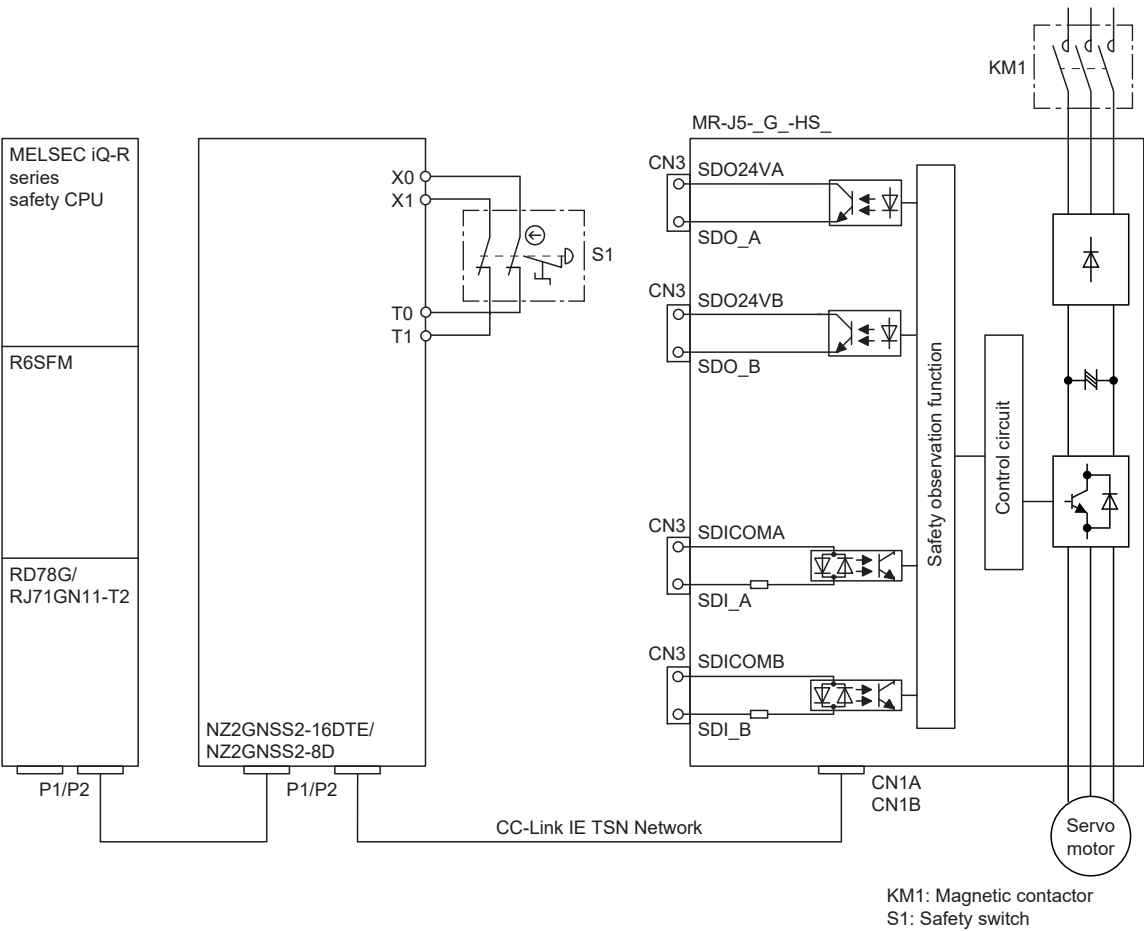 KM1
MR-J5-_G_-HS_
MELSEC iQ-R
series
safety CPU
R6SFM
RD78G/
RJ71GN11-T2
P1/P2
X0
X1
T0
T1
S1
NZ2GNSS2-16DTE/
NZ2GNSS2-8D
P1/P2
CN3
SDO24VA
SDO_A
CN3
SDO24VB
SDO_B
CN3
SDICOMA
SDI_A
CN3
SDICOMB
SDI_B
Safety observation function
Control circuit
CN1A
CN1B
CC-Link IE TSN Network
Servo
motor
KM1: Magnetic contactor
S1: Safety switch